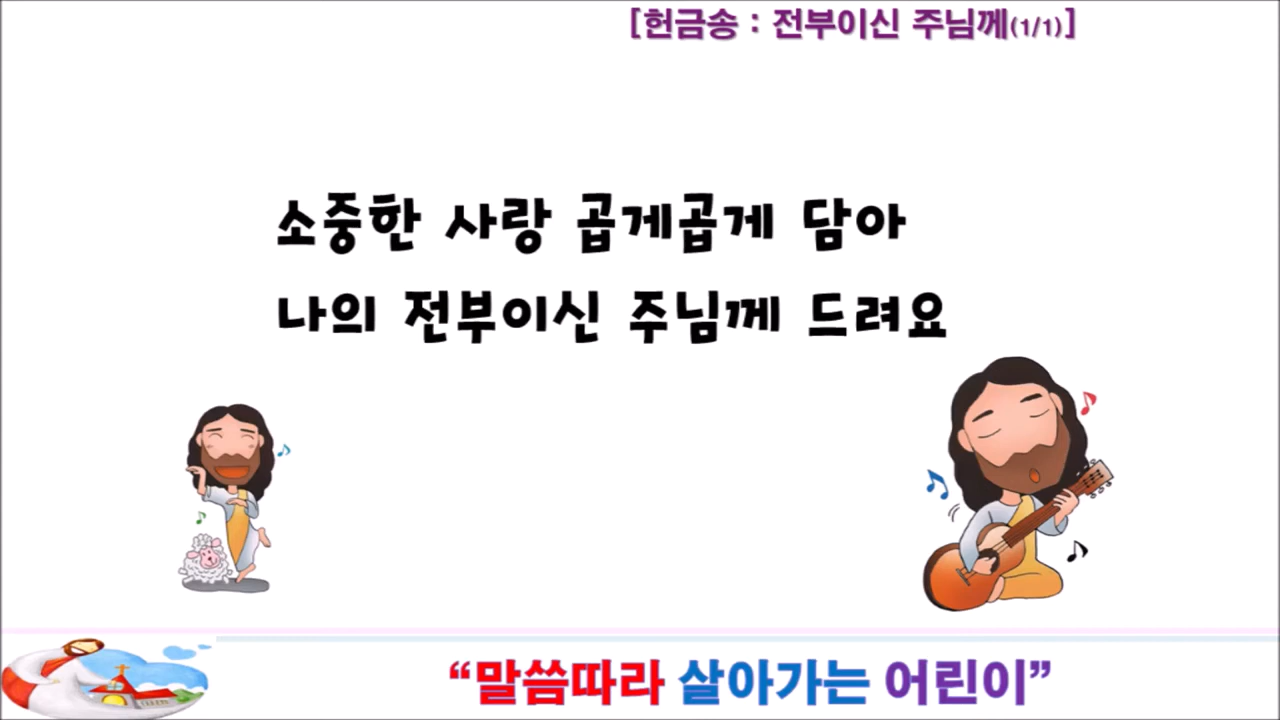 [헌금송 : 전부이신 주님께(1/1)]
소중한 사랑 곱게곱게 담아
나의 전부이신 주님께 드려요
“말씀따라 살아가는 어린이”